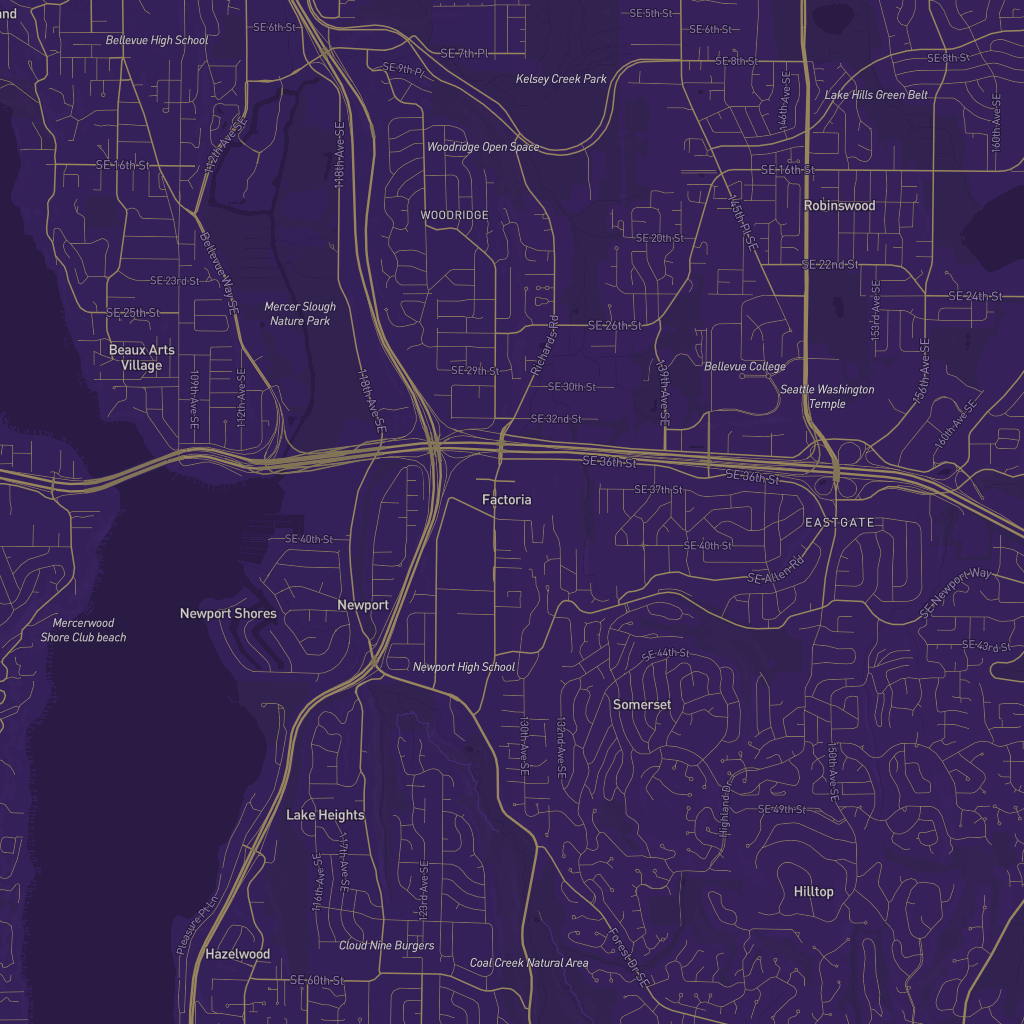 SE 5th St
SE 6th St
SE 6th St
Bellevue High School
SE 7th Pl
SE 8th St
SE 8th St
SE 9th Pl
Kelsey Creek Park
Lake Hills Green Belt
146th Ave SE
160th Ave SE
112th Ave SE
118th Ave SE
Woodridge Open Space
SE 16th St
SE 16th St
WOODRIDGE
145th Pl SE
Robinswood
SE 20th St
Bellevue Way SE
SE 22nd St
SE 23rd St
SE 24th St
SE 25th St
Mercer Slough
Nature Park
153rd Ave SE
SE 26th St
Richards Rd
Beaux Arts
Village
109th Ave SE
112th Ave SE
118th Ave SE
SE 29th St
SE 30th St
139th Ave SE
Bellevue College
Seattle Washington
Temple
156th Ave SE
160th Ave SE
SE 32nd St
SE 36th St
SE 36th St
SE 37th St
Factoria
EASTGATE
SE 40th St
SE 40th St
SE Allen Rd
SE Newport Way
Newport
Newport Shores
Mercerwood
Shore Club beach
SE 43rd St
SE 44th St
Newport High School
Somerset
130th Ave SE
132nd Ave SE
150th Ave SE
Highland Dr
SE 49th St
Lake Heights
117th Ave SE
116th Ave SE
123rd Ave SE
Hilltop
Pleasure Pt Ln
Cloud Nine Burgers
Hazelwood
Forest Dr SE
Coal Creek Natural Area
SE 60th St